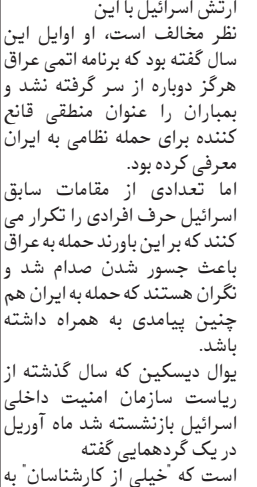 ارتش اسرائیل با این
نظر مخالف است، او اوایل این
سال گفته بود که برنامه اتمی عراق
هرگز دوباره از سر گرفته نشد و
بمباران را عنوان منطقی قانع
کننده برای حمله نظامی به ایران
معرفی کرده بود.
اما تعدادی از مقامات سابق
اسرائیل حرف افرادی را تکرار می
کنند که بر این باورند حمله به عراق
باعث جسور شدن صدام شد و
نگران هستند که حمله به ایران هم
چنین پیامدی به همراه داشته
باشد.
یوال دیسکین که سال گذشته از
ریاست سازمان امنیت داخلی
اسرائیل بازنشسته شد ماه آوریل
در یک گردهمایی گفته
است که "خیلی از کارشناسان" به